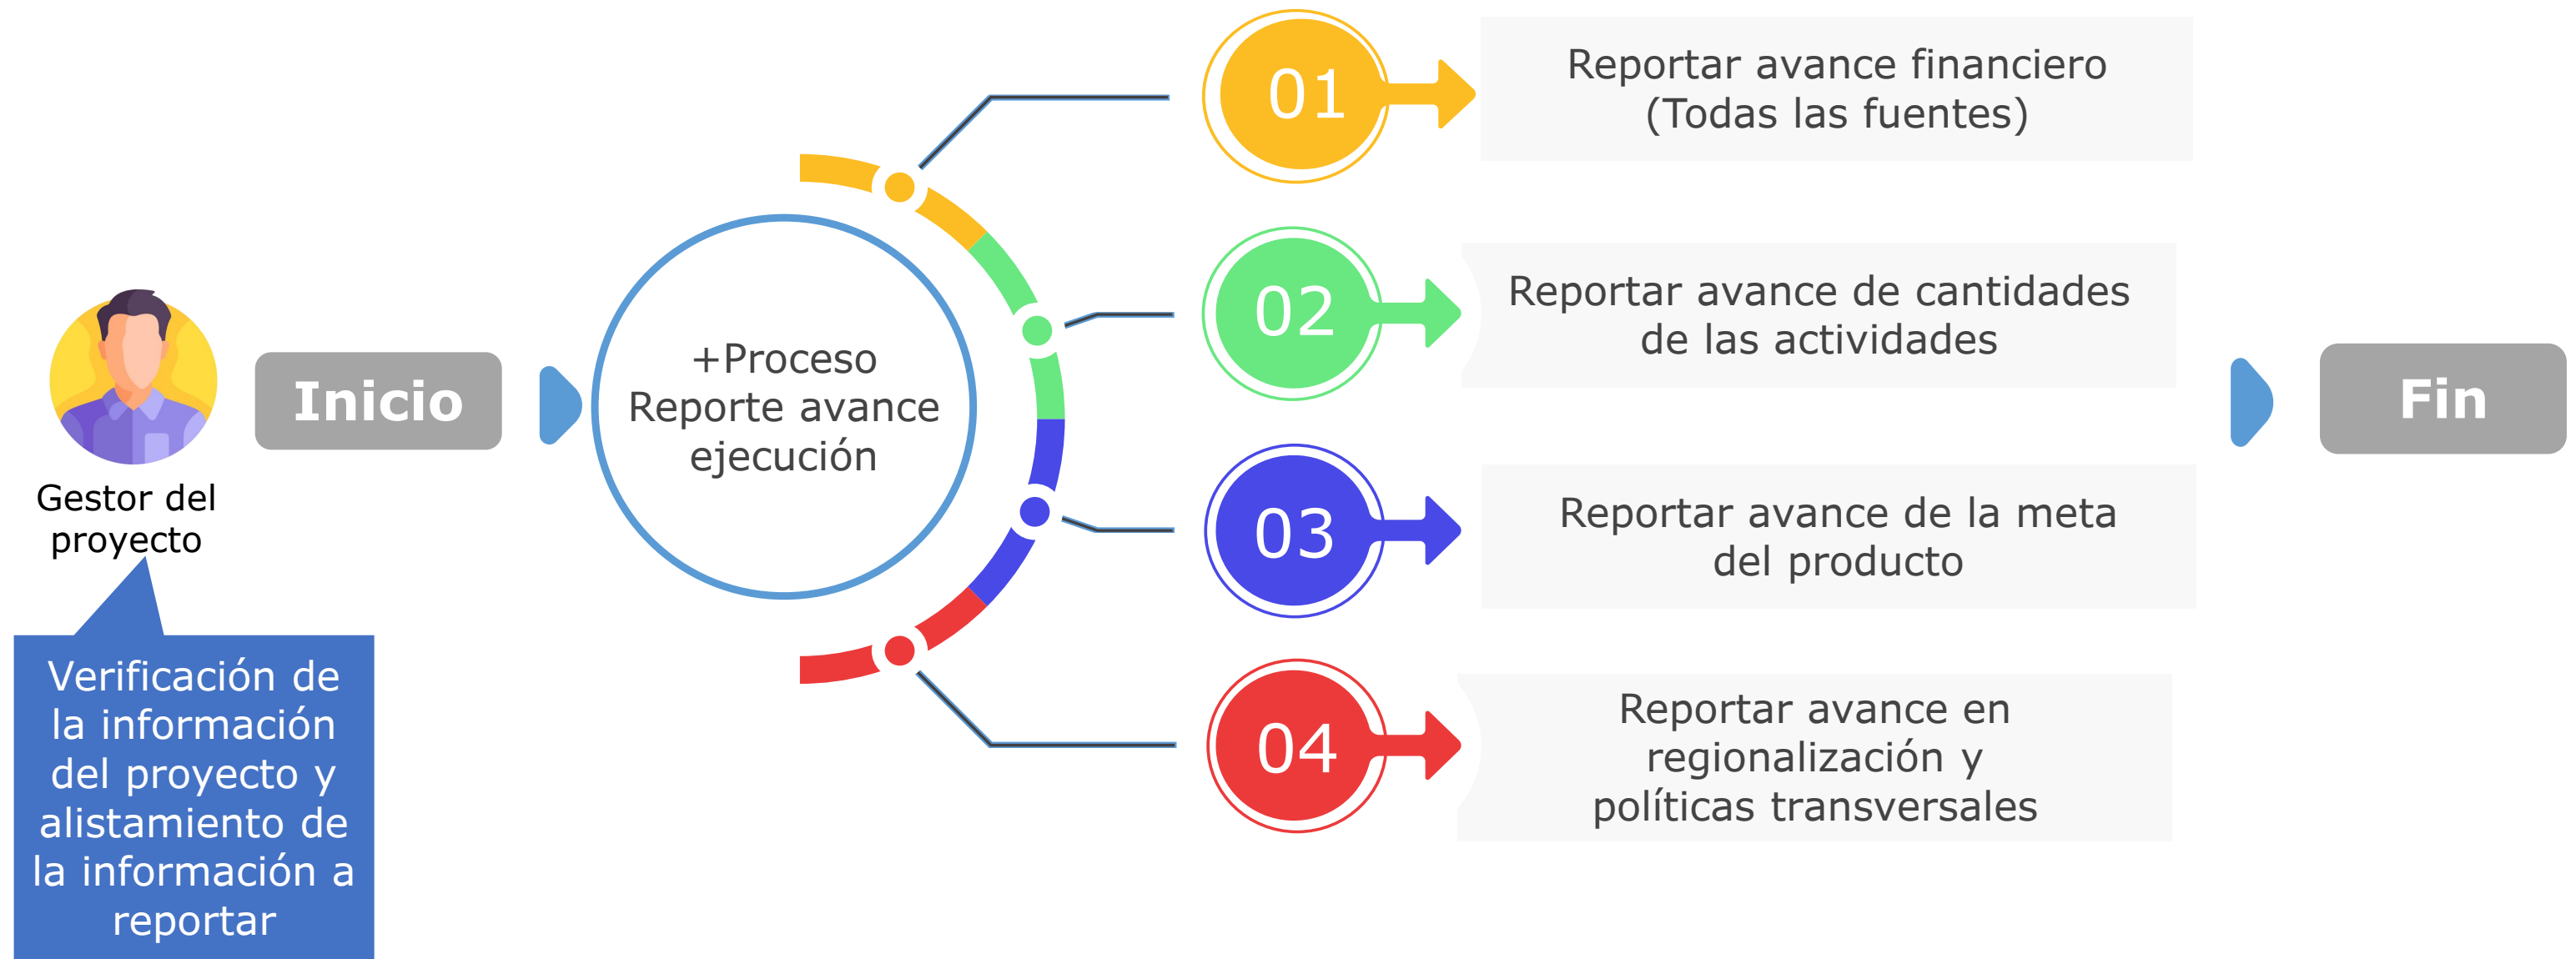 Gestor del
proyecto
Verificación de
la información
del proyecto y
alistamiento de
la información a
reportar
Inicio
+Proceso
Reporte avance
ejecución
01
Reportar avance financiero
(Todas las fuentes)
02
Reportar avance de cantidades
de las actividades
03
Reportar avance de la meta
del producto
04
Reportar avance en
regionalización y
políticas transversales
Fin